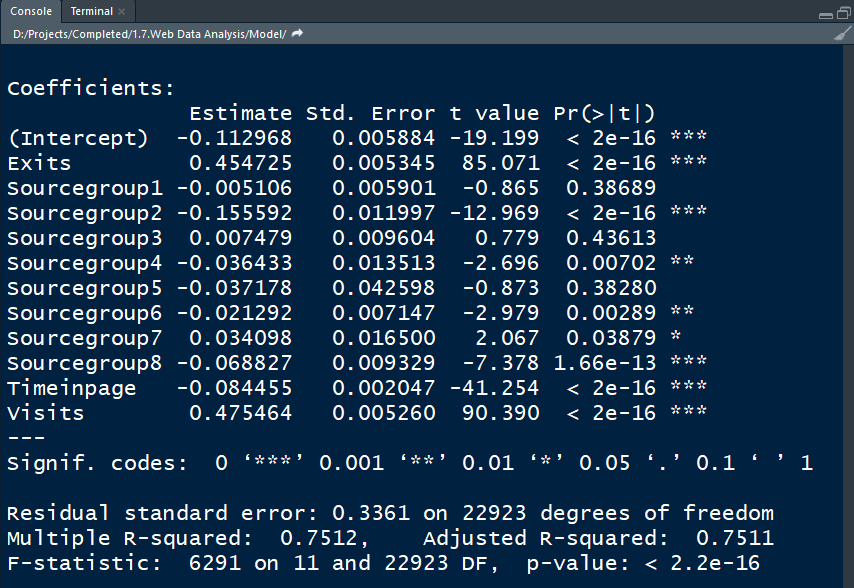 Console Terminal ×
D:/Projects/Completed/1.7.Web Data Analysis/Model/
Coefficients:
Estimate Std. Error t value Pr(>|t|)
(Intercept) -0.112968 0.005884 -19.199 < 2e-16 ***
Exits 0.454725 0.005345 85.071 < 2e-16 ***
Sourcegroup1 -0.005106 0.005901 -0.865 0.38689
Sourcegroup2 -0.155592 0.011997 -12.969 < 2e-16 ***
Sourcegroup3 0.007479 0.009604 0.779 0.43613
Sourcegroup4 -0.036433 0.013513 -2.696 0.00702 **
Sourcegroup5 -0.037178 0.042598 -0.873 0.38280
Sourcegroup6 -0.021292 0.007147 -2.979 0.00289 **
Sourcegroup7 0.034098 0.016500 2.067 0.03879 *
Sourcegroup8 -0.068827 0.009329 -7.378 1.66e-13 ***
Timeinpage -0.084455 0.002047 -41.254 < 2e-16 ***
Visits 0.475464 0.005260 90.390 < 2e-16 ***
---
Signif. codes: 0 ‘***’ 0.001 ‘**’ 0.01 ‘*’ 0.05 ‘.’ 0.1 ‘ ’ 1
Residual standard error: 0.3361 on 22923 degrees of freedom
Multiple R-squared: 0.7512, Adjusted R-squared: 0.7511
F-statistic: 6291 on 11 and 22923 DF, p-value: < 2.2e-16